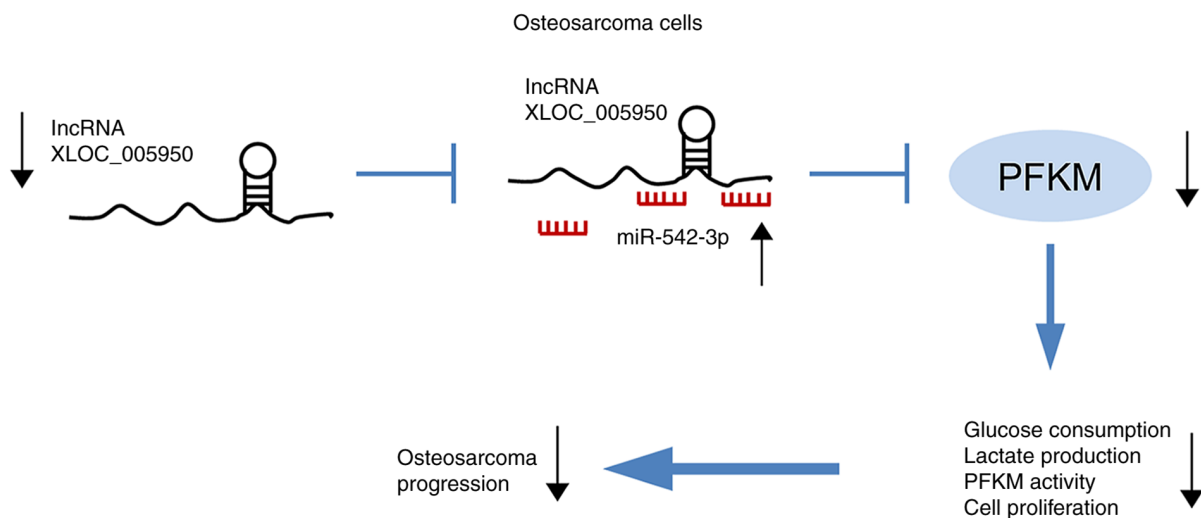 Osteosarcoma cells
lncRNA
XLOC_005950
lncRNA
XLOC_005950
miR-542-3p
PFKM
Glucose consumption
Lactate production
PFKM activity
Cell proliferation
Osteosarcoma
progression